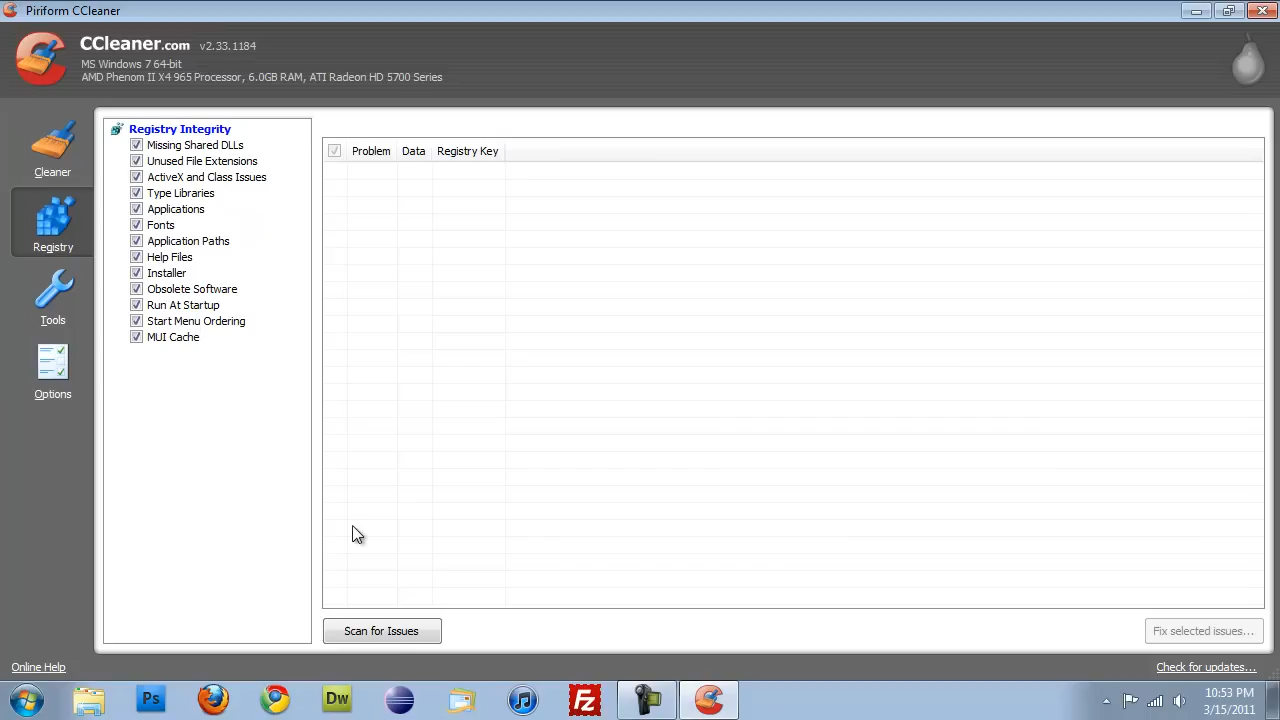 Piriform CCleaner
CCleaner.com v2.33.1184
MS Windows 7 64-bit
AMD Phenom II X4 965 Processor, 6.0GB RAM, ATI Radeon HD 5700 Series
Cleaner
Registry
Tools
Options
Registry Integrity
Missing Shared DLLs
Unused File Extensions
ActiveX and Class Issues
Type Libraries
Applications
Fonts
Application Paths
Help Files
Installer
Obsolete Software
Run At Startup
Start Menu Ordering
MUI Cache
Problem Data Registry Key
Scan for Issues
Fix selected issues...
Online Help
Check for updates...
Ps
Dw
Fz
10:53 PM
3/15/2011